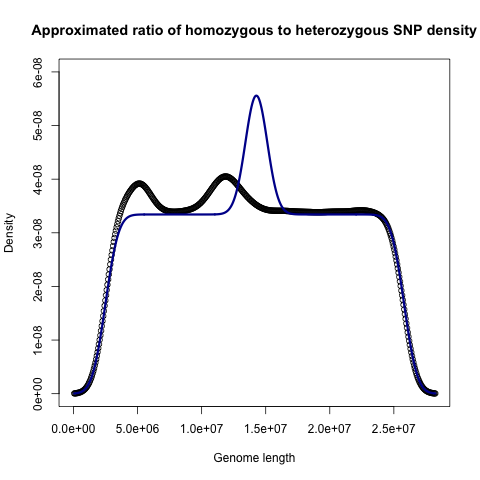 Approximated ratio of homozygous to heterozygous SNP density
6e-08
5e-08
4e-08
3e-08
2e-08
1e-08
0e+00
Density
0.0e+00 5.0e+06 1.0e+07 1.5e+07 2.0e+07 2.5e+07
Genome length